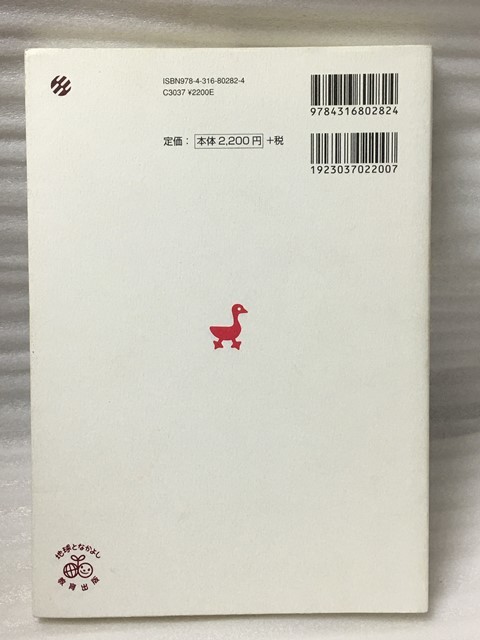 ISBN978-4-316-80282-4
C3037 ¥2200E
定価： 本体2,200円 +税
9784316802824
1923037022007
地球となかよし
教育出版